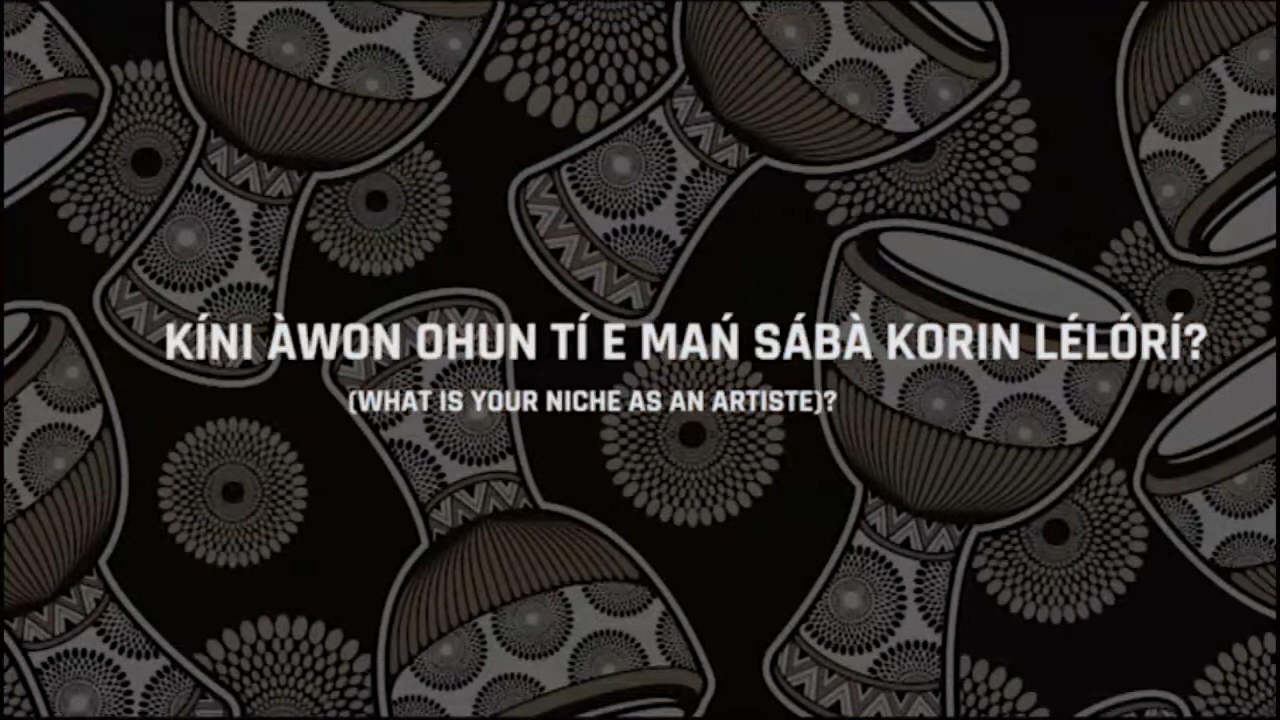 KÍNI ÀWON OHUN TÍ E MAŃ SÁBÀ KORIN LÉLÓRÍ?
(WHAT IS YOUR NICHE AS AN ARTISTE)?